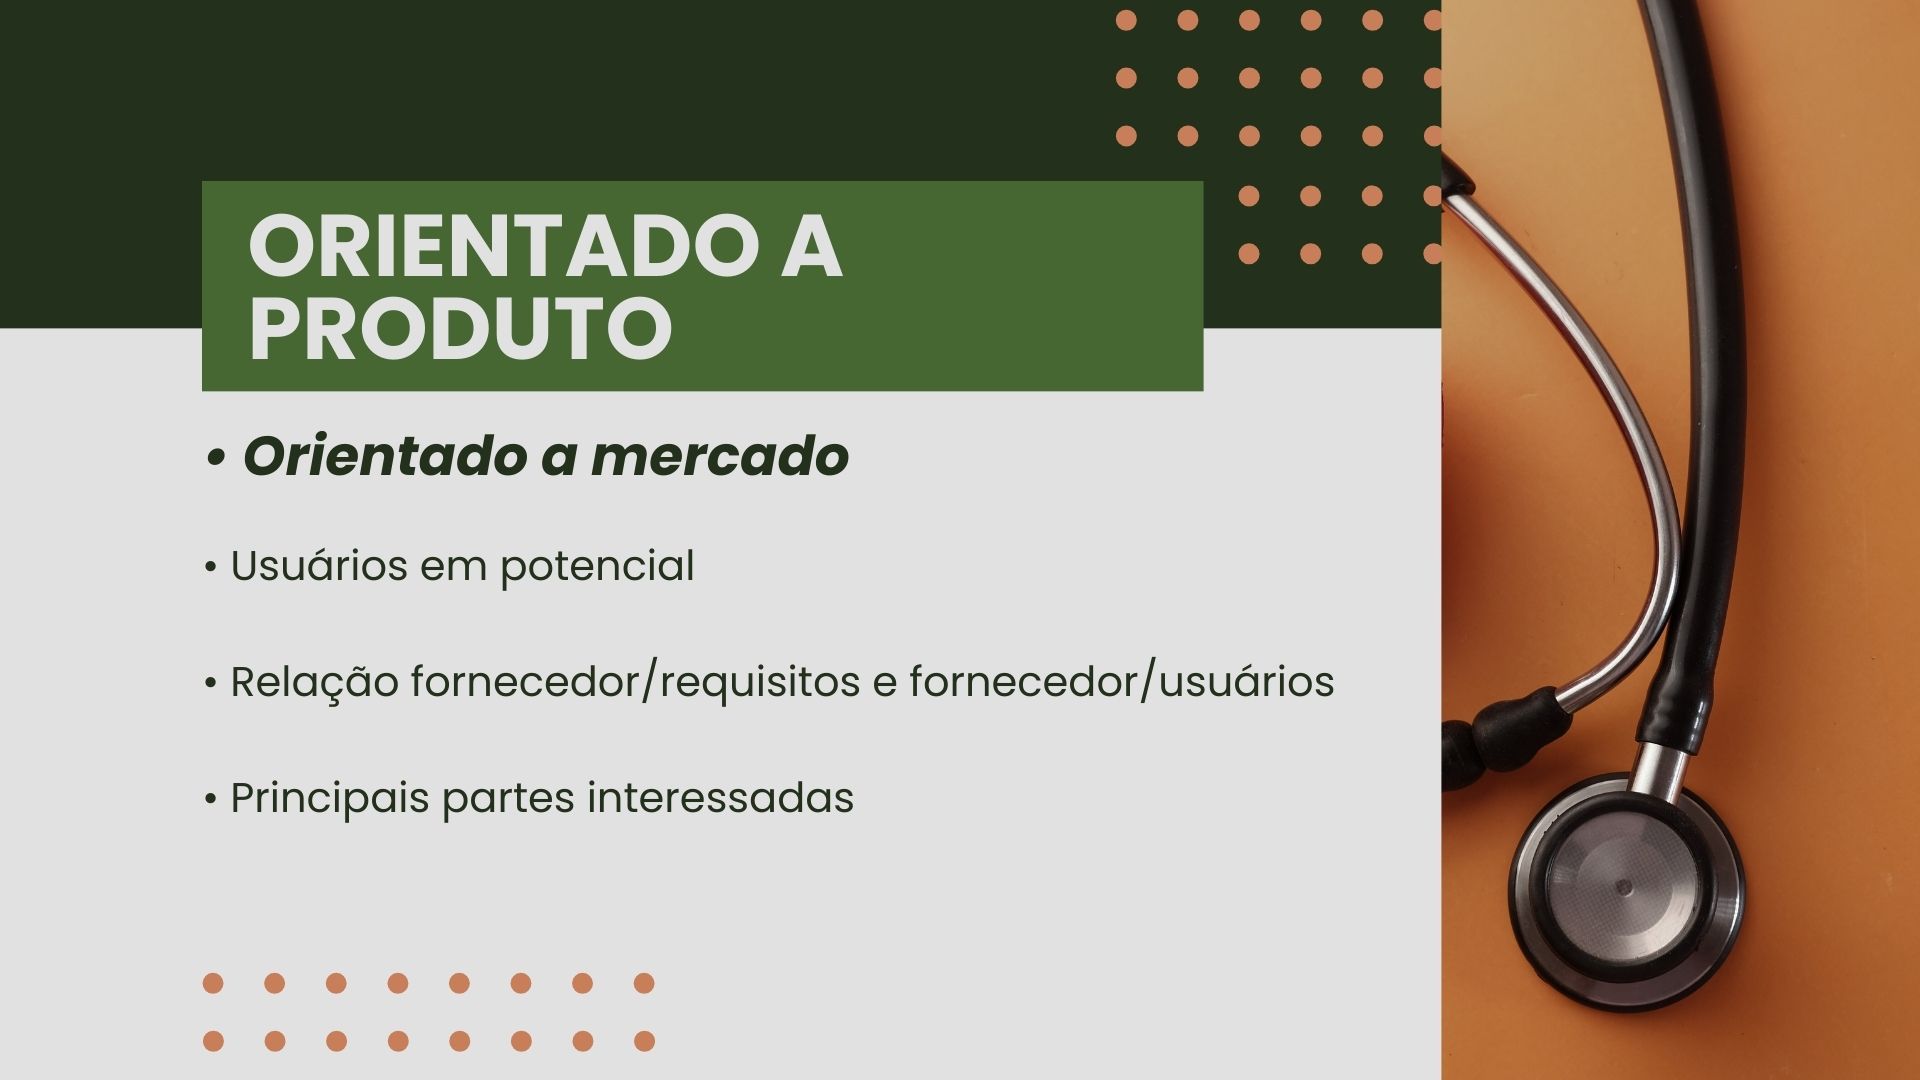 ORIENTADO A
PRODUTO
• Orientado a mercado
• Usuários em potencial
• Relação fornecedor/requisitos e fornecedor/usuários
• Principais partes interessadas